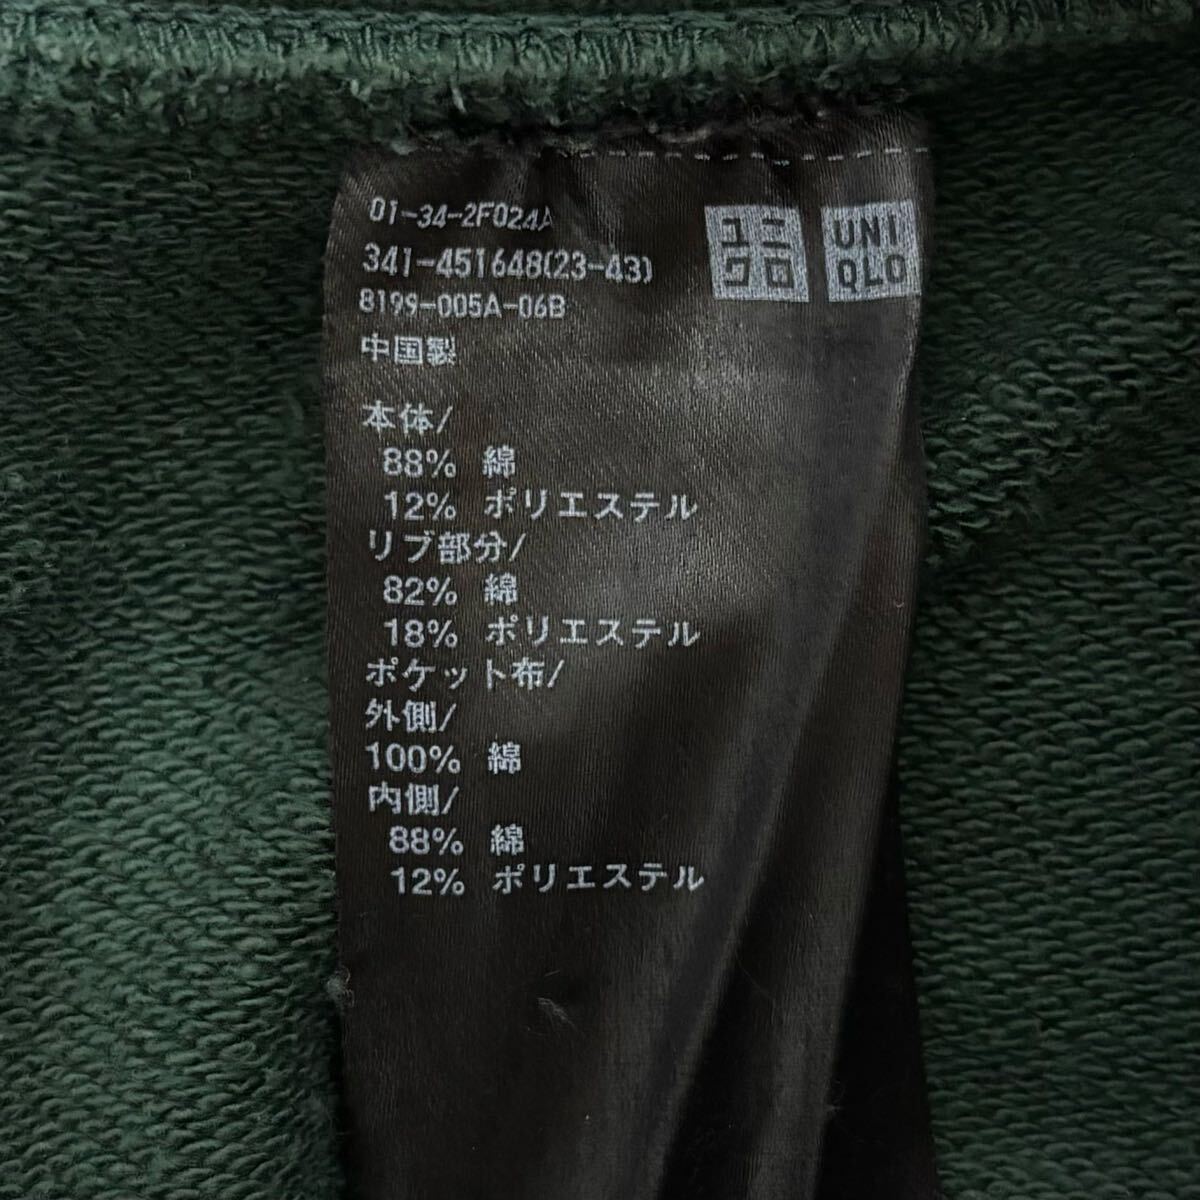 01-34-2F024A
341-451648(23-43)
8199-005A-06B
中国製
ユニ
クロ
UNI
QLO
本体/
88% 綿
12% ポリエステル
リブ部分/
82% 綿
18% ポリエステル
ポケット布/
外側/
100% 綿
内側/
88% 綿
12% ポリエステル